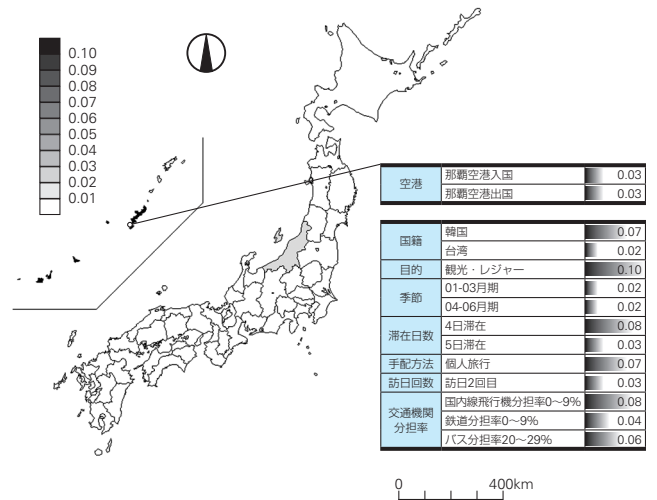 0.10
0.09
0.08
0.07
0.06
0.05
0.04
0.03
0.02
0.01
空港
那覇空港入国 0.03
那覇空港出国 0.03
国籍
韓国 0.07
台湾 0.02
目的
観光・レジャー 0.10
季節
01-03月期 0.02
04-06月期 0.02
滞在日数
4日滞在 0.08
5日滞在 0.03
手配方法
個人旅行 0.07
訪日回数
訪日2回目 0.03
交通機関
分担率
国内線飛行機分担率0〜9% 0.08
鉄道分担率0〜9% 0.04
バス分担率20〜29% 0.06
0 400km